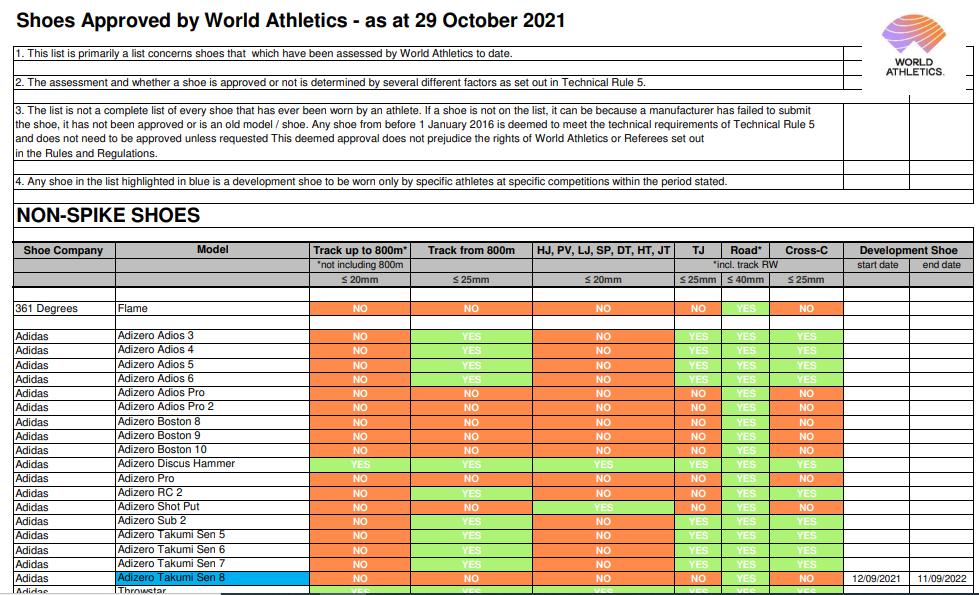 Shoes Approved by World Athletics - as at 29 October 2021
WORLD
ATHLETICS.
1. This list is primarily a list concerns shoes that which have been assessed by World Athletics to date.
2. The assessment and whether a shoe is approved or not is determined by several different factors as set out in Technical Rule 5.
3. The list is not a complete list of every shoe that has ever been worn by an athlete. If a shoe is not on the list, it can be because a manufacturer has failed to submit
the shoe, it has not been approved or is an old model / shoe. Any shoe from before 1 January 2016 is deemed to meet the technical requirements of Technical Rule 5
and does not need to be approved unless requested This deemed approval does not prejudice the rights of World Athletics or Referees set out
in the Rules and Regulations.
4. Any shoe in the list highlighted in blue is a development shoe to be worn only by specific athletes at specific competitions within the period stated.
NON-SPIKE SHOES
Shoe Company Model Track up to 800m* Track from 800m HJ, PV, LJ, SP, DT, HT, JT TJ Road* Cross-C Development Shoe
*not including 800m *incl. track RW start date end date
≤ 20mm ≤ 25mm ≤ 20mm ≤ 25mm ≤ 40mm ≤ 25mm
361 Degrees Flame NO NO NO NO YES NO
Adidas Adizero Adios 3 NO YES NO YES YES YES
Adidas Adizero Adios 4 NO YES NO YES YES YES
Adidas Adizero Adios 5 NO YES NO YES YES YES
Adidas Adizero Adios 6 NO YES NO YES YES YES
Adidas Adizero Adios Pro NO NO NO NO YES NO
Adidas Adizero Adios Pro 2 NO NO NO NO YES NO
Adidas Adizero Boston 8 NO NO NO NO YES NO
Adidas Adizero Boston 9 NO NO NO NO YES NO
Adidas Adizero Boston 10 NO NO NO NO YES NO
Adidas Adizero Discus Hammer YES YES YES YES YES YES
Adidas Adizero Pro NO NO NO NO YES NO
Adidas Adizero RC 2 NO YES NO YES YES YES
Adidas Adizero Shot Put NO NO YES NO YES NO
Adidas Adizero Sub 2 NO YES NO YES YES YES
Adidas Adizero Takumi Sen 5 NO YES NO YES YES YES
Adidas Adizero Takumi Sen 6 NO YES NO YES YES YES
Adidas Adizero Takumi Sen 7 NO YES NO YES YES YES
Adidas Adizero Takumi Sen 8 NO NO NO NO YES NO 12/09/2021 11/09/2022
Adidas Throwstar YES YES YES YES YES YES